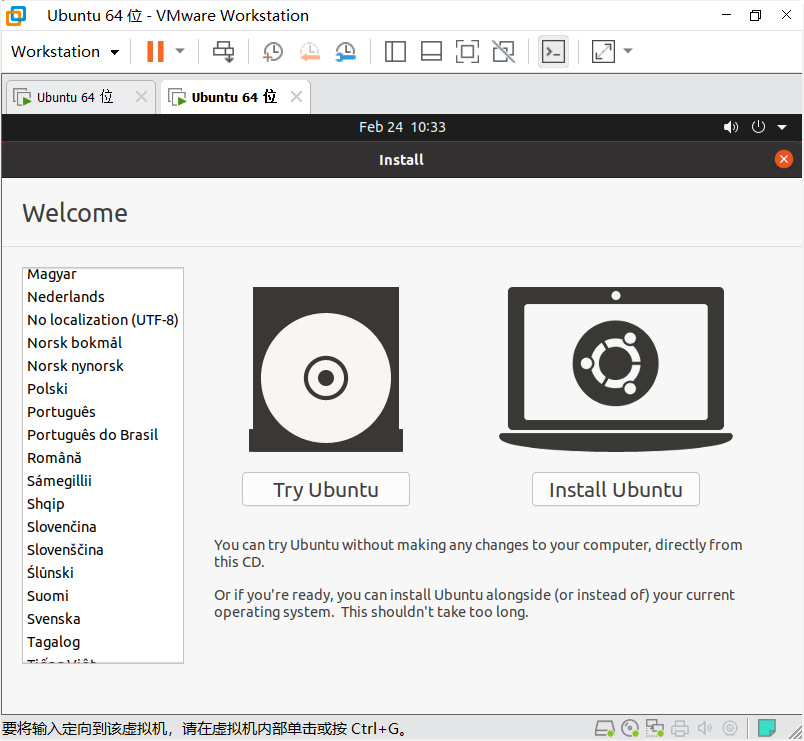 Ubuntu 64 位 - VMware Workstation
Workstation
Ubuntu 64 位
Ubuntu 64 位
Feb 24 10:33
Install
Welcome
Magyar
Nederlands
No localization (UTF-8)
Norsk bokmål
Norsk nynorsk
Polski
Português
Português do Brasil
Română
Sámegillii
Shqip
Slovenčina
Slovenščina
Ślůnski
Suomi
Svenska
Tagalog
Tiếng Việt
Try Ubuntu
Install Ubuntu
You can try Ubuntu without making any changes to your computer, directly from
this CD.
Or if you're ready, you can install Ubuntu alongside (or instead of) your current
operating system. This shouldn't take too long.
要将输入定向到该虚拟机，请在虚拟机内部单击或按 Ctrl+G。